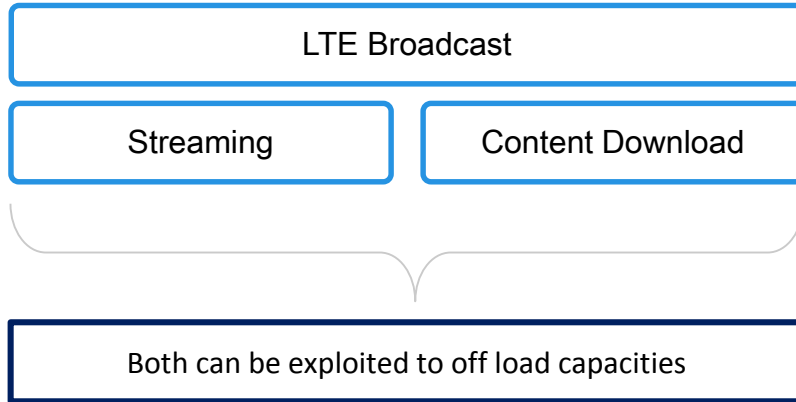 LTE Broadcast
Streaming
Content Download
Both can be exploited to off load capacities